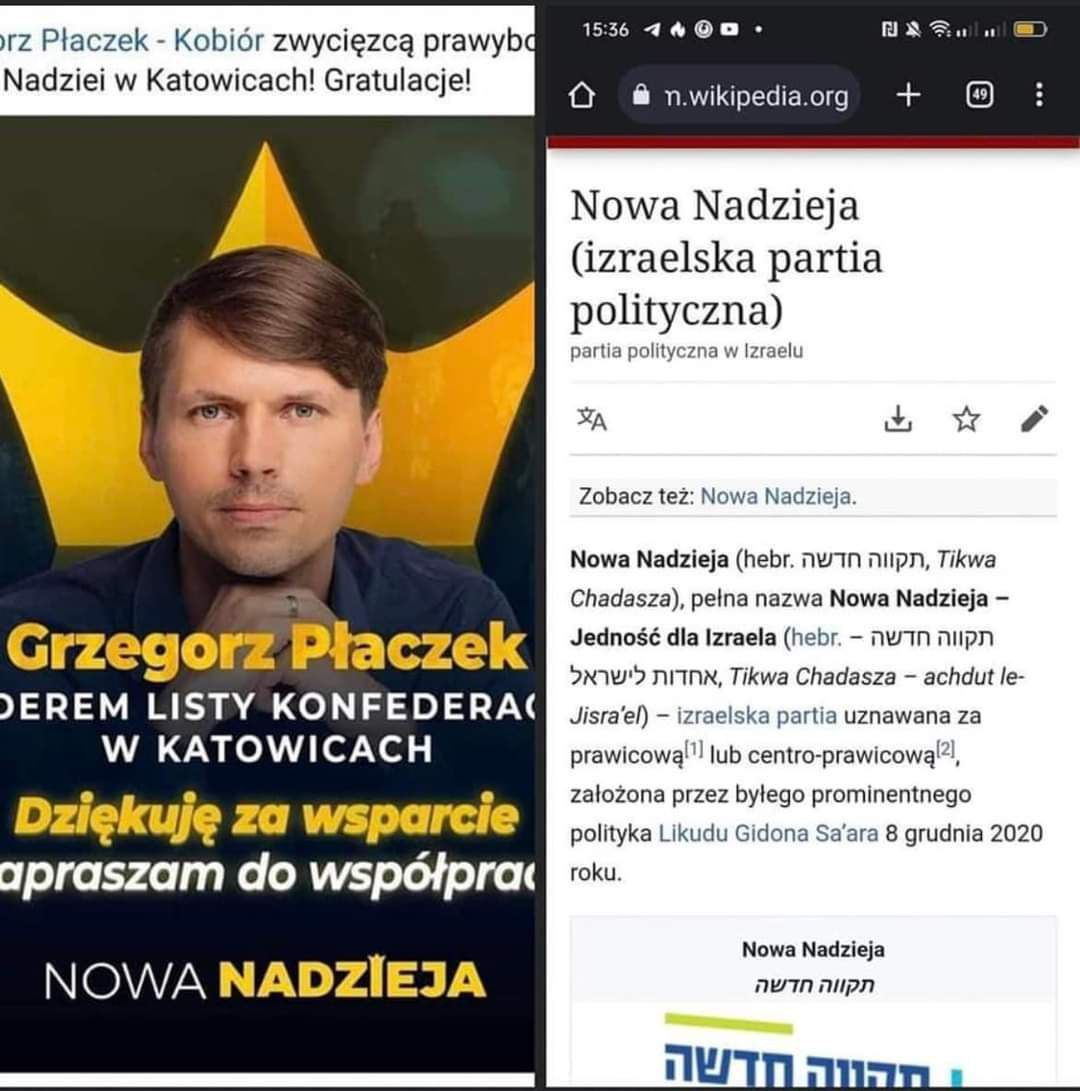 rz Płaczek - Kobiór zwycięzcą prawybo
Nadziei w Katowicach! Gratulacje!
Grzegorz Płaczek
DEREM LISTY KONFEDERAC
W KATOWICACH
Dziękuję za wsparcie
apraszam do współprac
NOWA NADZIEJA
15:36
n.wikipedia.org
49
Nowa Nadzieja
(izraelska partia
polityczna)
partia polityczna w Izraelu
Zobacz też: Nowa Nadzieja.
Nowa Nadzieja (hebr. תקווה חדשה, Tikwa
Chadasza), pełna nazwa Nowa Nadzieja –
Jedność dla Izraela (hebr. – תקווה חדשה
אחדות לישראל, Tikwa Chadasza – achdut le-
Jisra'el) – izraelska partia uznawana za
prawicową[1] lub centro-prawicową[2],
założona przez byłego prominentnego
polityka Likudu Gidona Sa'ara 8 grudnia 2020
roku.
Nowa Nadzieja
תקווה חדשה
תקווה חדשה